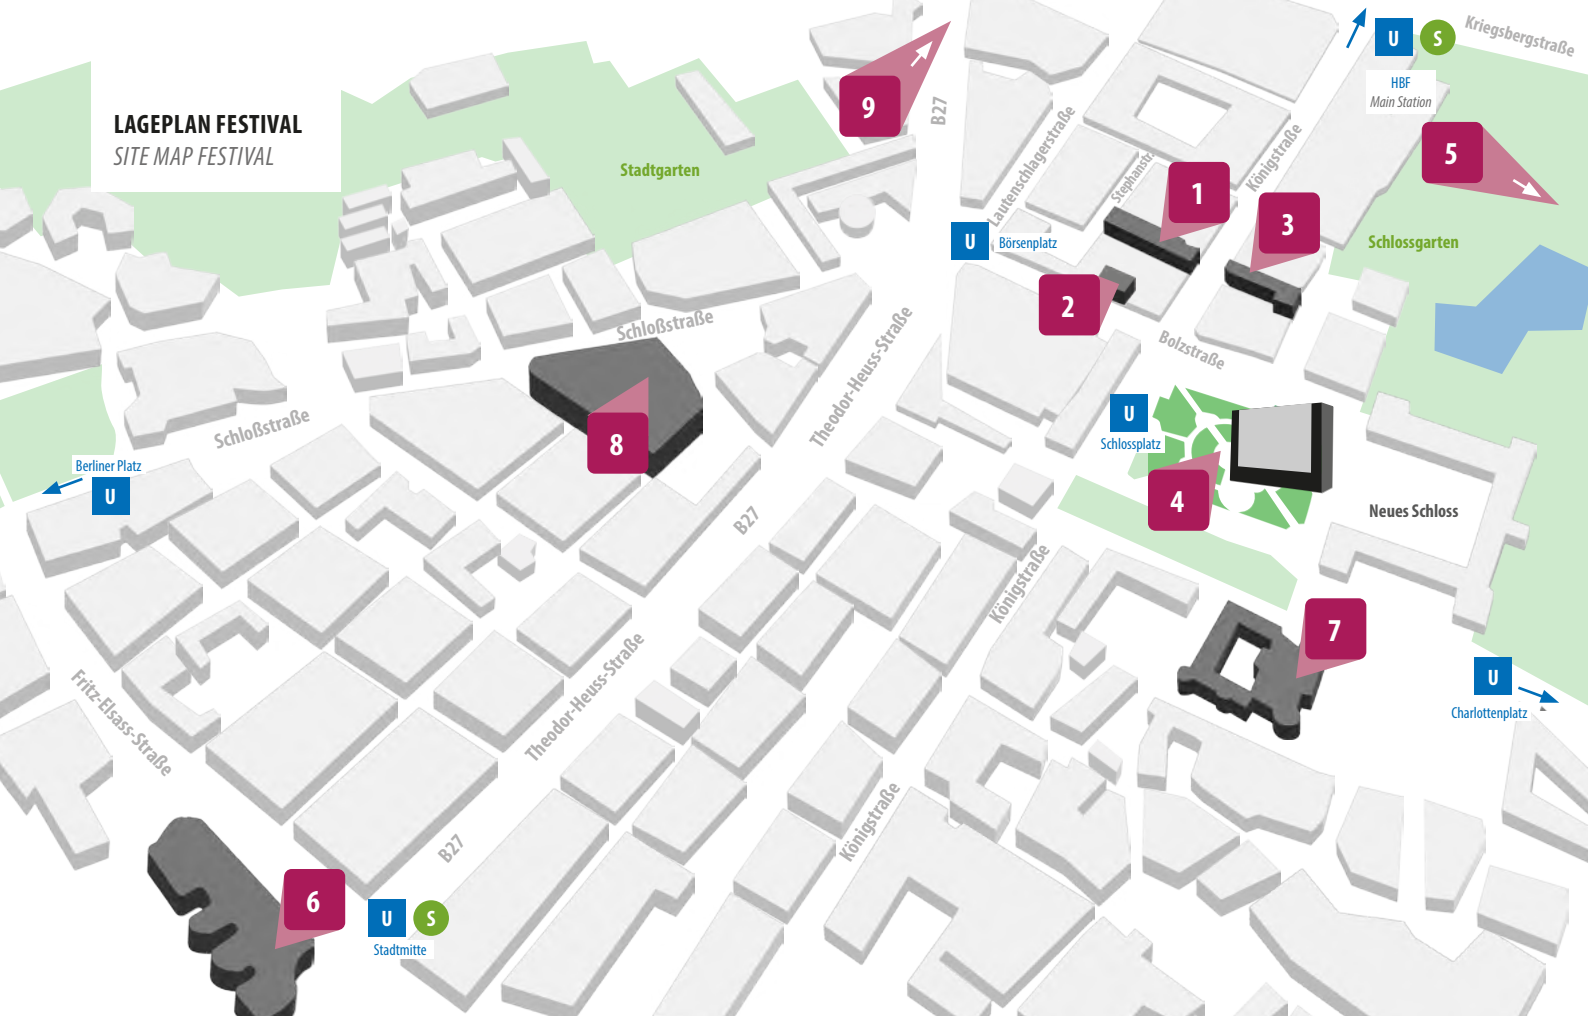 LAGEPLAN FESTIVAL
SITE MAP FESTIVAL
Stadtgarten
9
B27
U
S
Kriegsbergstraße
HBF
Main Station
5
Lautenschlagerstraße
Königstraße
1
3
Schlossgarten
U
Börsenplatz
2
Bolzstraße
Schloßstraße
Theodor-Heuss-Straße
Schloßstraße
8
U
Schlossplatz
4
Neues Schloss
Berliner Platz
U
B27
Königstraße
7
U
Charlottenplatz
Theodor-Heuss-Straße
Fritz-Elsass-Straße
Königstraße
B27
6
U
S
Stadtmitte